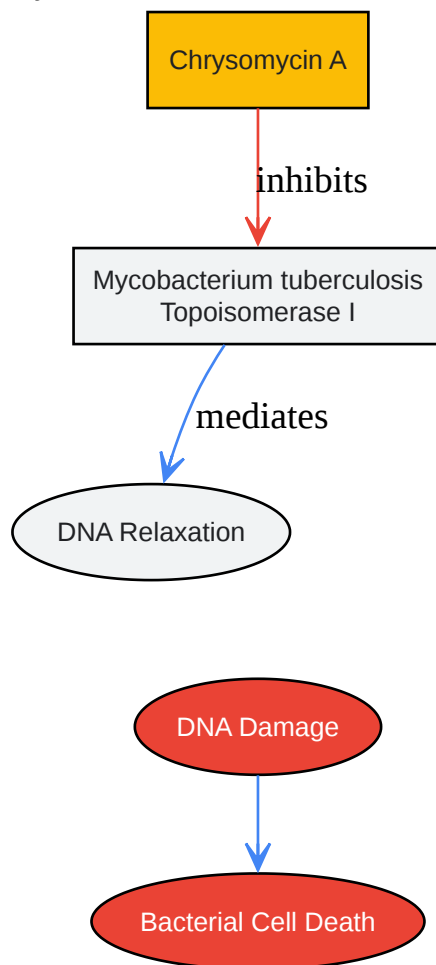 Chrysomycin A
inhibits
Mycobacterium tuberculosis
Topoisomerase I
mediates
DNA Relaxation
DNA Damage
Bacterial Cell Death